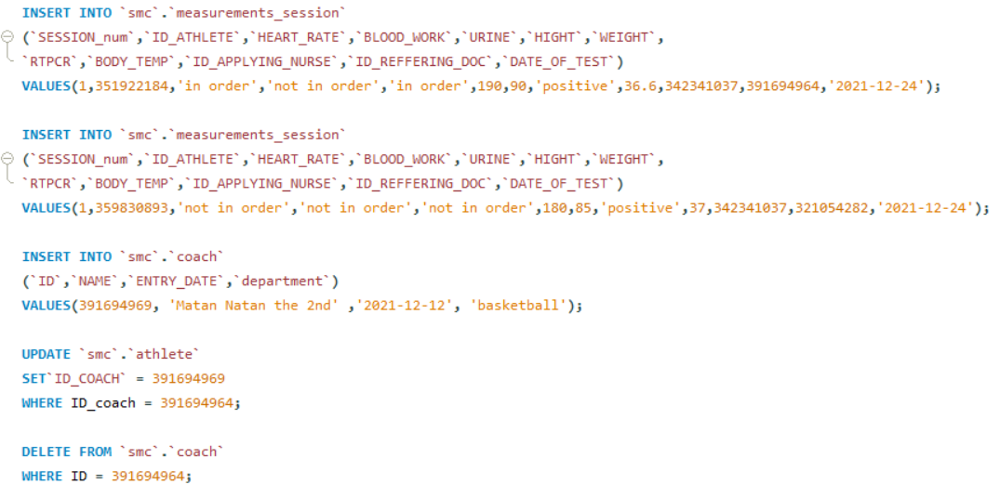 INSERT INTO `smc`.`measurements_session`
(`SESSION_num`,`ID_ATHLETE`,`HEART_RATE`,`BLOOD_WORK`,`URINE`,`HIGHT`,`WEIGHT`,
`RTPCR`,`BODY_TEMP`,`ID_APPLYING_NURSE`,`ID_REFFERING_DOC`,`DATE_OF_TEST`)
VALUES(1,351922184,'in order','not in order','in order',190,90,'positive',36.6,342341037,391694964,'2021-12-24');
INSERT INTO `smc`.`measurements_session`
(`SESSION_num`,`ID_ATHLETE`,`HEART_RATE`,`BLOOD_WORK`,`URINE`,`HIGHT`,`WEIGHT`,
`RTPCR`,`BODY_TEMP`,`ID_APPLYING_NURSE`,`ID_REFFERING_DOC`,`DATE_OF_TEST`)
VALUES(1,359830893,'not in order','not in order','not in order',180,85,'positive',37,342341037,321054282,'2021-12-24');
INSERT INTO `smc`.`coach`
(`ID`,`NAME`,`ENTRY_DATE`,`department`)
VALUES(391694969, 'Matan Natan the 2nd' ,'2021-12-12', 'basketball');
UPDATE `smc`.`athlete`
SET`ID_COACH` = 391694969
WHERE ID_coach = 391694964;
DELETE FROM `smc`.`coach`
WHERE ID = 391694964;